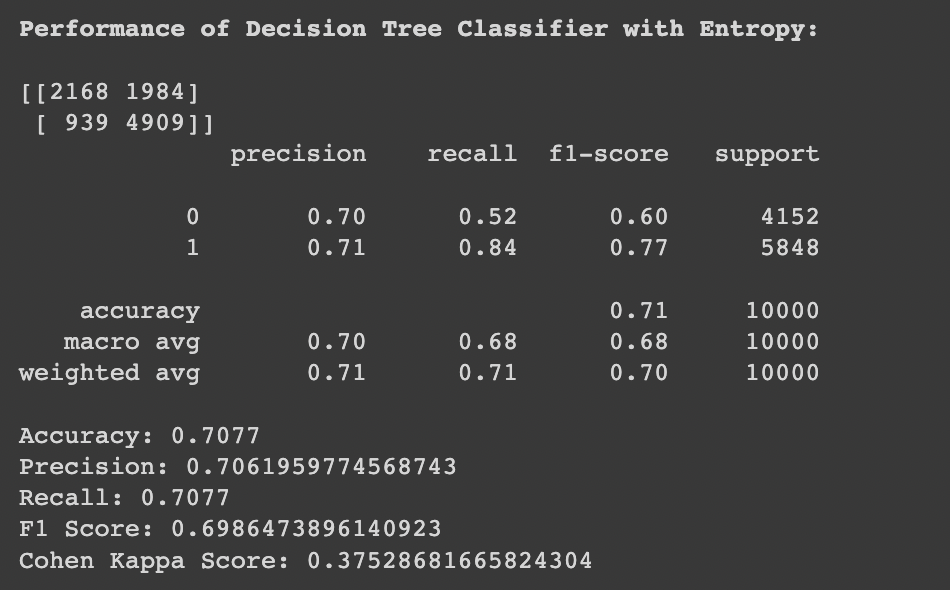 Performance of Decision Tree Classifier with Entropy:
[[2168 1984]
[ 939 4909]]
precision recall f1-score support
0 0.70 0.52 0.60 4152
1 0.71 0.84 0.77 5848
accuracy 0.71 10000
macro avg 0.70 0.68 0.68 10000
weighted avg 0.71 0.71 0.70 10000
Accuracy: 0.7077
Precision: 0.7061959774568743
Recall: 0.7077
F1 Score: 0.6986473896140923
Cohen Kappa Score: 0.37528681665824304